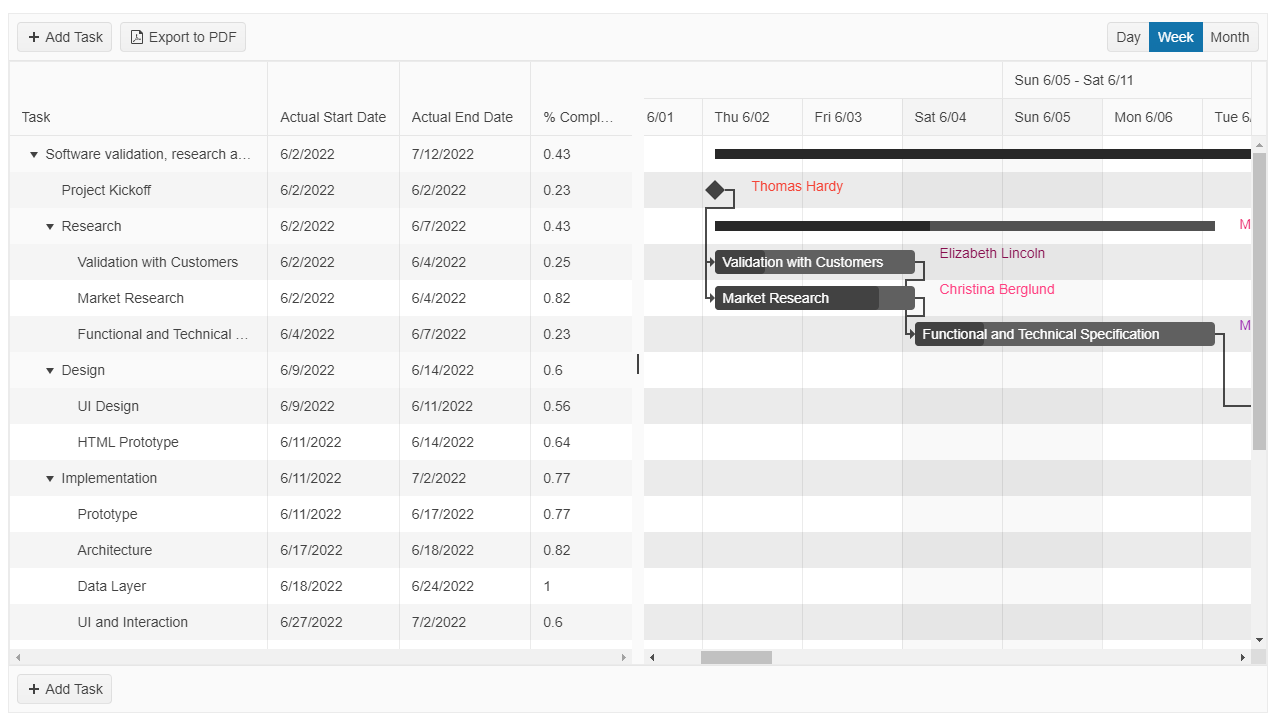 Add Task Export to PDF Day Week Month
Sun 6/05 - Sat 6/11
Task Actual Start Date Actual End Date % Compl... 6/01 Thu 6/02 Fri 6/03 Sat 6/04 Sun 6/05 Mon 6/06 Tue 6/
Software validation, research a... 6/2/2022 7/12/2022 0.43
Project Kickoff 6/2/2022 6/2/2022 0.23 Thomas Hardy
Research 6/2/2022 6/7/2022 0.43 M
Validation with Customers 6/2/2022 6/4/2022 0.25 Validation with Customers Elizabeth Lincoln
Market Research 6/2/2022 6/4/2022 0.82 Market Research Christina Berglund
Functional and Technical ... 6/4/2022 6/7/2022 0.23 Functional and Technical Specification M
Design 6/9/2022 6/14/2022 0.6
UI Design 6/9/2022 6/11/2022 0.56
HTML Prototype 6/11/2022 6/14/2022 0.64
Implementation 6/11/2022 7/2/2022 0.77
Prototype 6/11/2022 6/17/2022 0.77
Architecture 6/17/2022 6/18/2022 0.82
Data Layer 6/18/2022 6/24/2022 1
UI and Interaction 6/27/2022 7/2/2022 0.6
Add Task